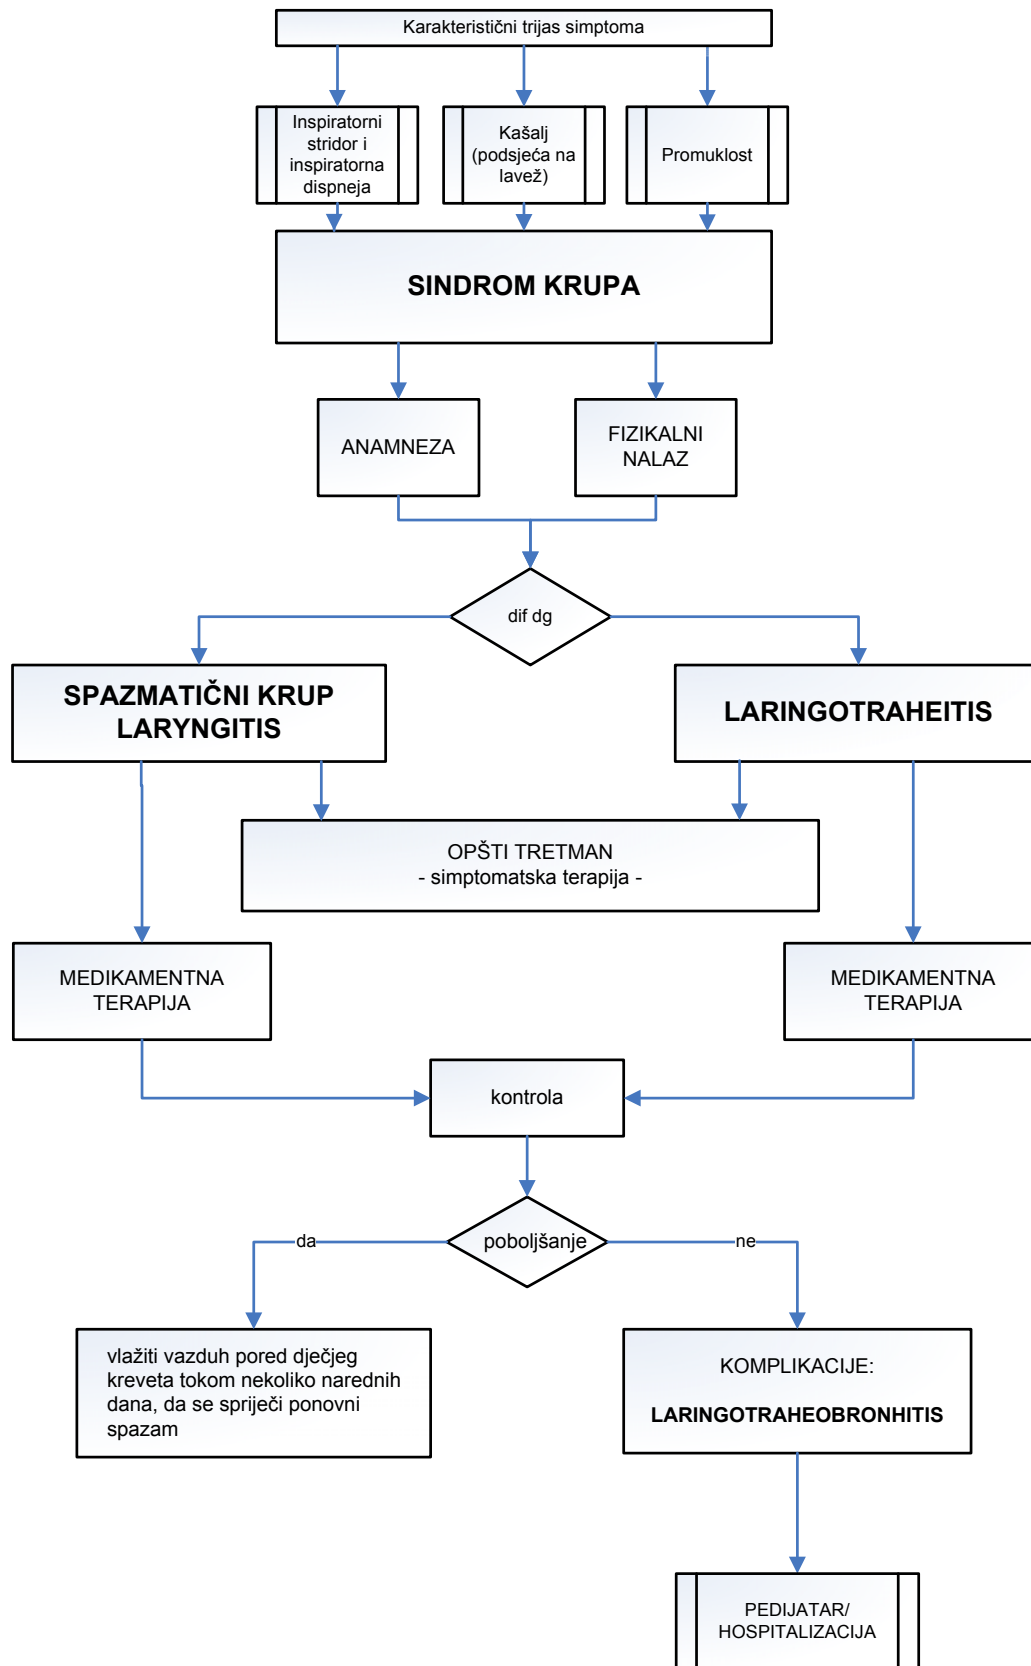 Karakteristični trijas simptoma
Inspiratorni
stridor i
inspiratorna
dispneja
Kašalj
(podsjeća na
lavež)
Promuklost
SINDROM KRUPA
ANAMNEZA
FIZIKALNI
NALAZ
dif dg
SPAZMATIČNI KRUP
LARYNGITIS
LARINGOTRAHEITIS
OPŠTI TRETMAN
- simptomatska terapija -
MEDIKAMENTNA
TERAPIJA
MEDIKAMENTNA
TERAPIJA
kontrola
da
poboljšanje
ne
vlažiti vazduh pored dječjeg
kreveta tokom nekoliko narednih
dana, da se spriječi ponovni
spazam
KOMPLIKACIJE:
LARINGOTRAHEOBRONHITIS
PEDIJATAR/
HOSPITALIZACIJA